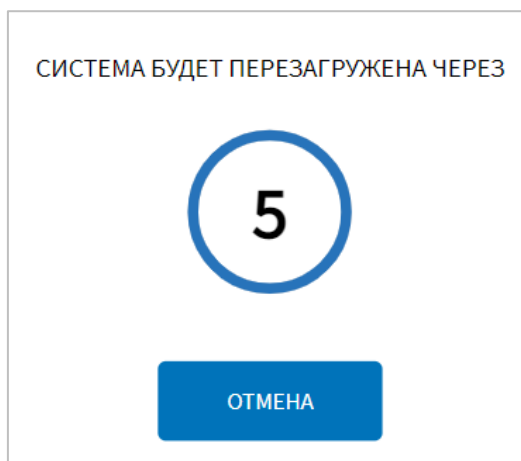 СИСТЕМА БУДЕТ ПЕРЕЗАГРУЖЕНА ЧЕРЕЗ
5
ОТМЕНА